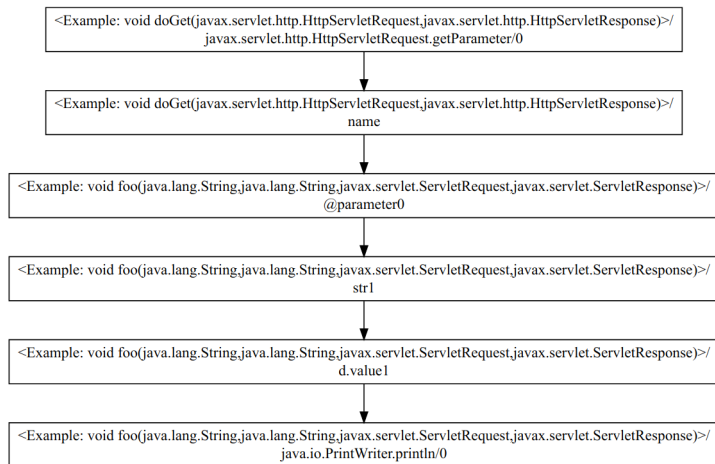 <Example: void doGet(javax.servlet.http.HttpServletRequest,javax.servlet.http.HttpServletResponse)>/
javax.servlet.http.HttpServletRequest.getParameter/0
<Example: void doGet(javax.servlet.http.HttpServletRequest,javax.servlet.http.HttpServletResponse)>/
name
<Example: void foo(java.lang.String,java.lang.String,javax.servlet.ServletRequest,javax.servlet.ServletResponse)>/
@parameter0
<Example: void foo(java.lang.String,java.lang.String,javax.servlet.ServletRequest,javax.servlet.ServletResponse)>/
str1
<Example: void foo(java.lang.String,java.lang.String,javax.servlet.ServletRequest,javax.servlet.ServletResponse)>/
d.value1
<Example: void foo(java.lang.String,java.lang.String,javax.servlet.ServletRequest,javax.servlet.ServletResponse)>/
java.io.PrintWriter.println/0